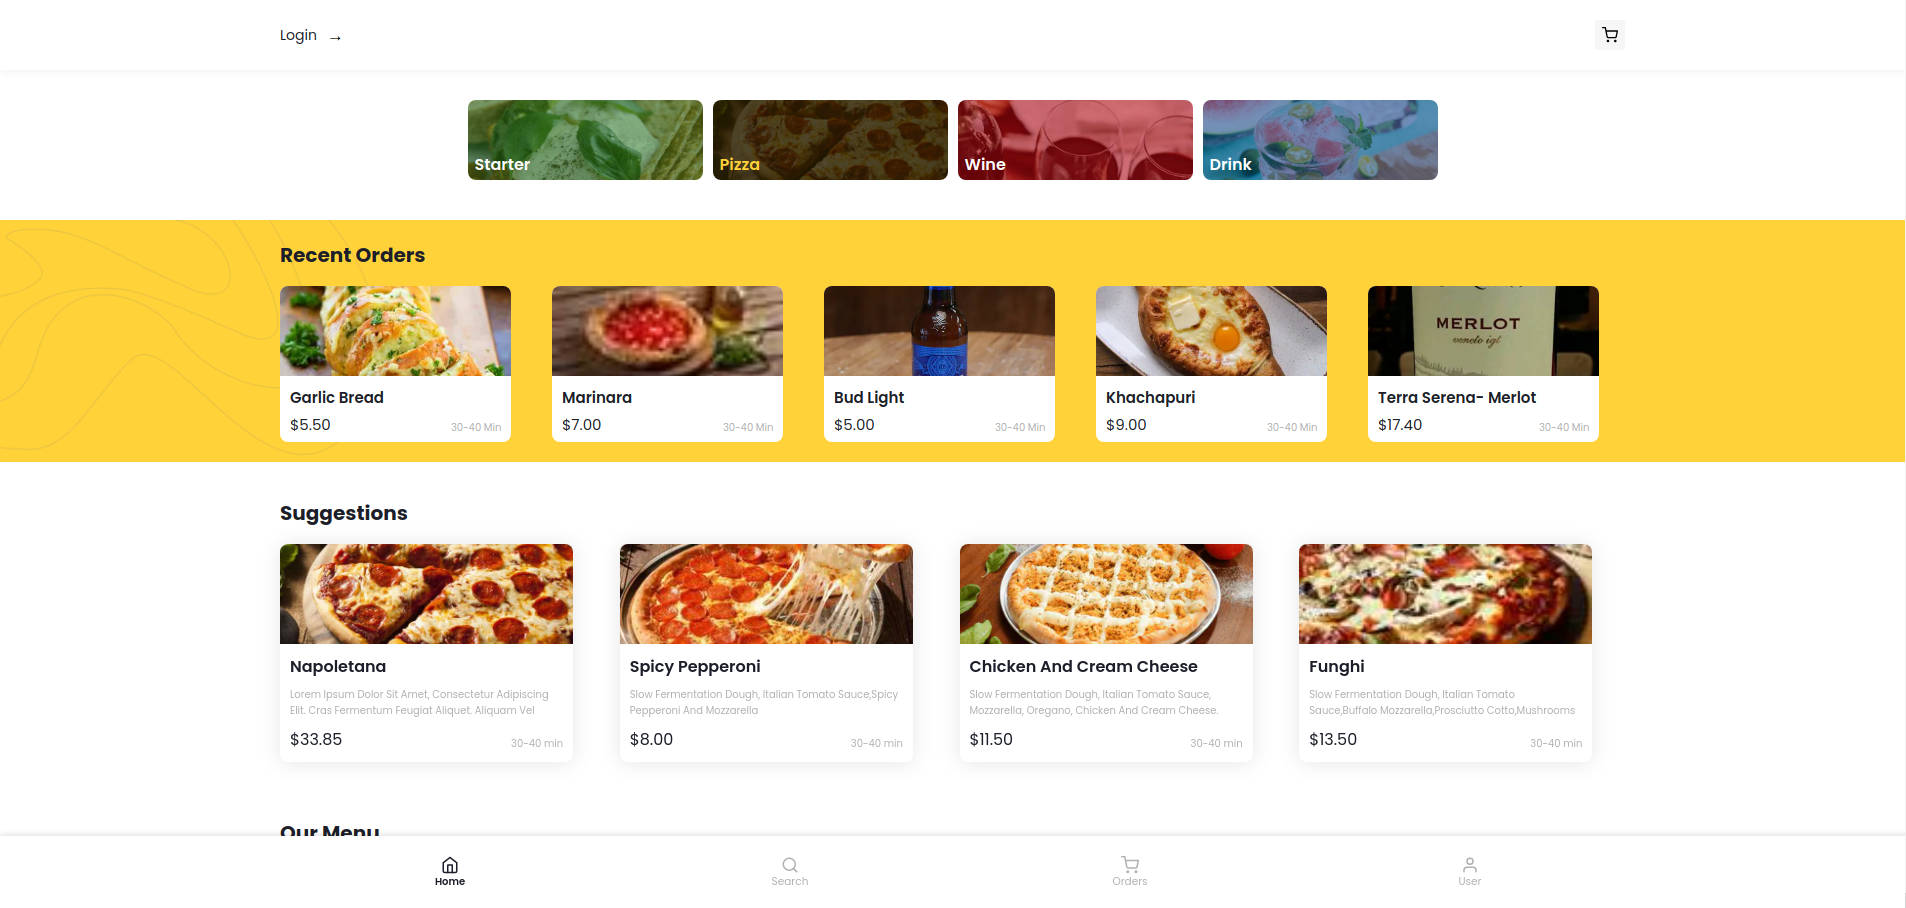 Login →
Starter
Pizza
Wine
Drink
Recent Orders
Garlic Bread
$5.50
30-40 Min
Marinara
$7.00
30-40 Min
Bud Light
$5.00
30-40 Min
Khachapuri
$9.00
30-40 Min
MERLOT
veneto igt
Terra Serena- Merlot
$17.40
30-40 Min
Suggestions
Napoletana
Lorem Ipsum Dolor Sit Amet, Consectetur Adipiscing
Elit. Cras Fermentum Feugiat Aliquet. Aliquam Vel
$33.85
30-40 min
Spicy Pepperoni
Slow Fermentation Dough, Italian Tomato Sauce,Spicy
Pepperoni And Mozzarella
$8.00
30-40 min
Chicken And Cream Cheese
Slow Fermentation Dough, Italian Tomato Sauce,
Mozzarella, Oregano, Chicken And Cream Cheese.
$11.50
30-40 min
Funghi
Slow Fermentation Dough, Italian Tomato
Sauce,Buffalo Mozzarella,Prosciutto Cotto,Mushrooms
$13.50
30-40 min
Our Menu
Home
Search
Orders
User